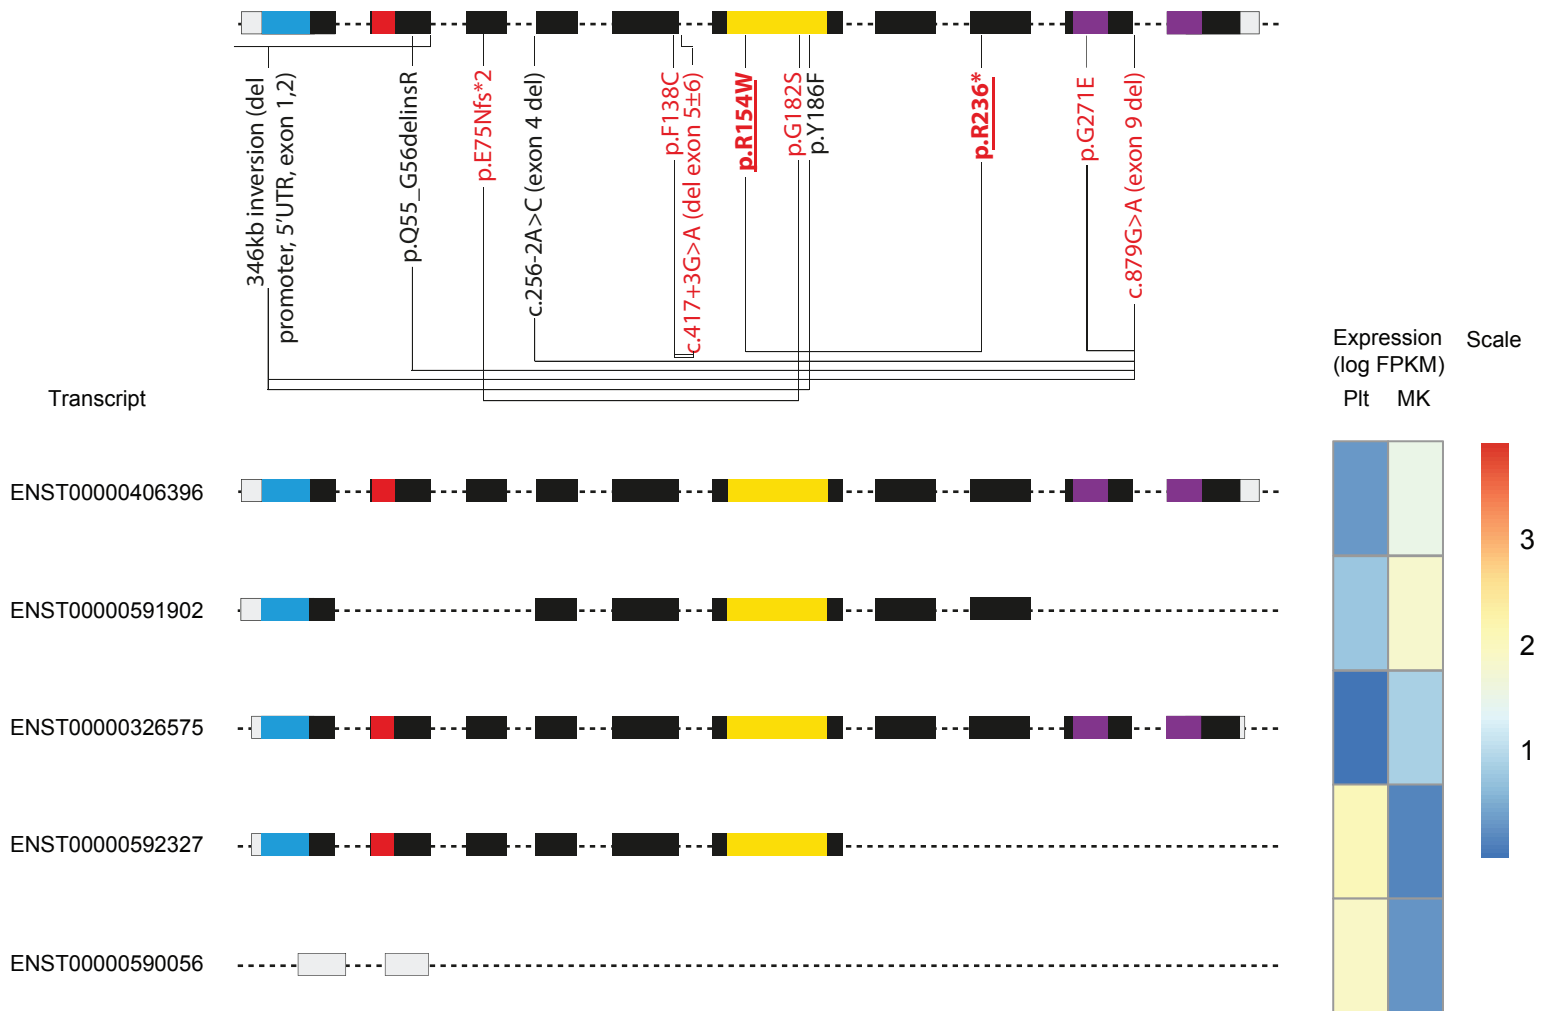 346kb inversion (del
promoter, 5'UTR, exon 1,2)
p.Q55_G56delinsR
p.E75Nfs*2
c.256-2A>C (exon 4 del)
p.F138C
c.417+3G>A (del exon 5±6)
p.R154W
p.G182S
p.Y186F
p.R236*
p.G271E
c.879G>A (exon 9 del)
Expression
(log FPKM)
Scale
Plt MK
Transcript
ENST00000406396
ENST00000591902
ENST00000326575
ENST00000592327
ENST00000590056
3
2
1